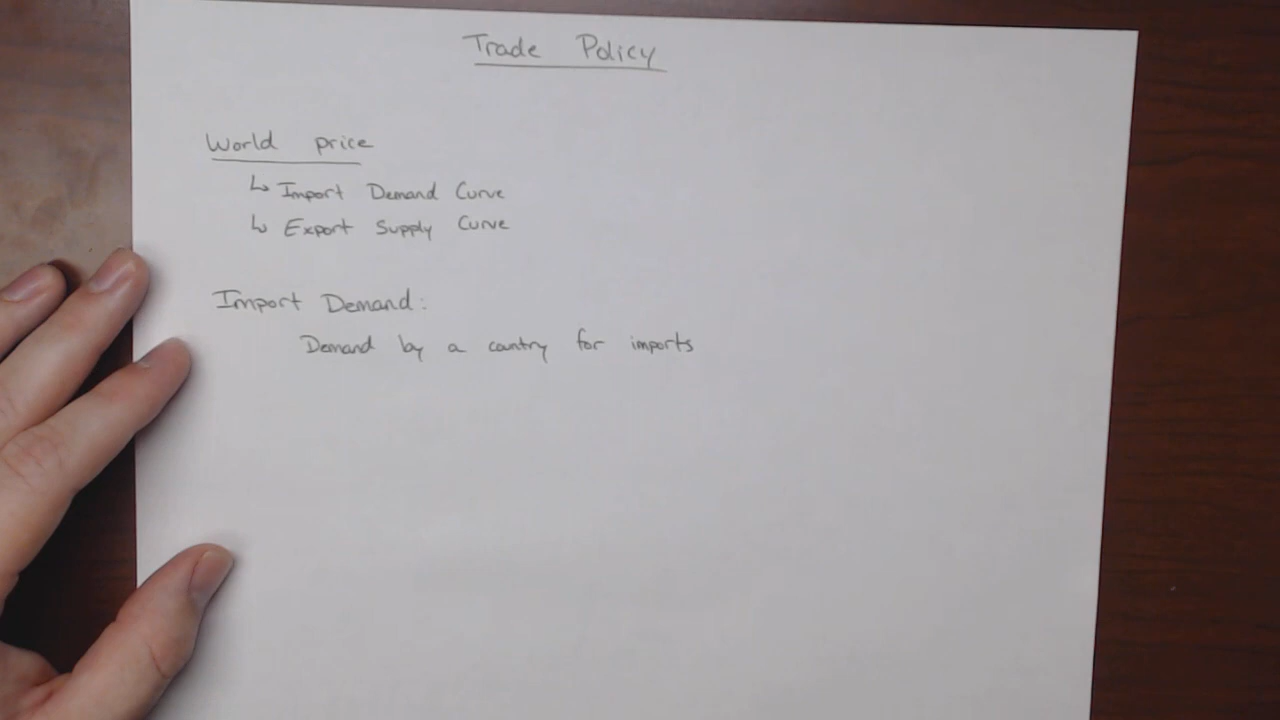 Trade Policy
World price
↳ Import Demand Curve
↳ Export Supply Curve
Import Demand:
Demand by a country for imports